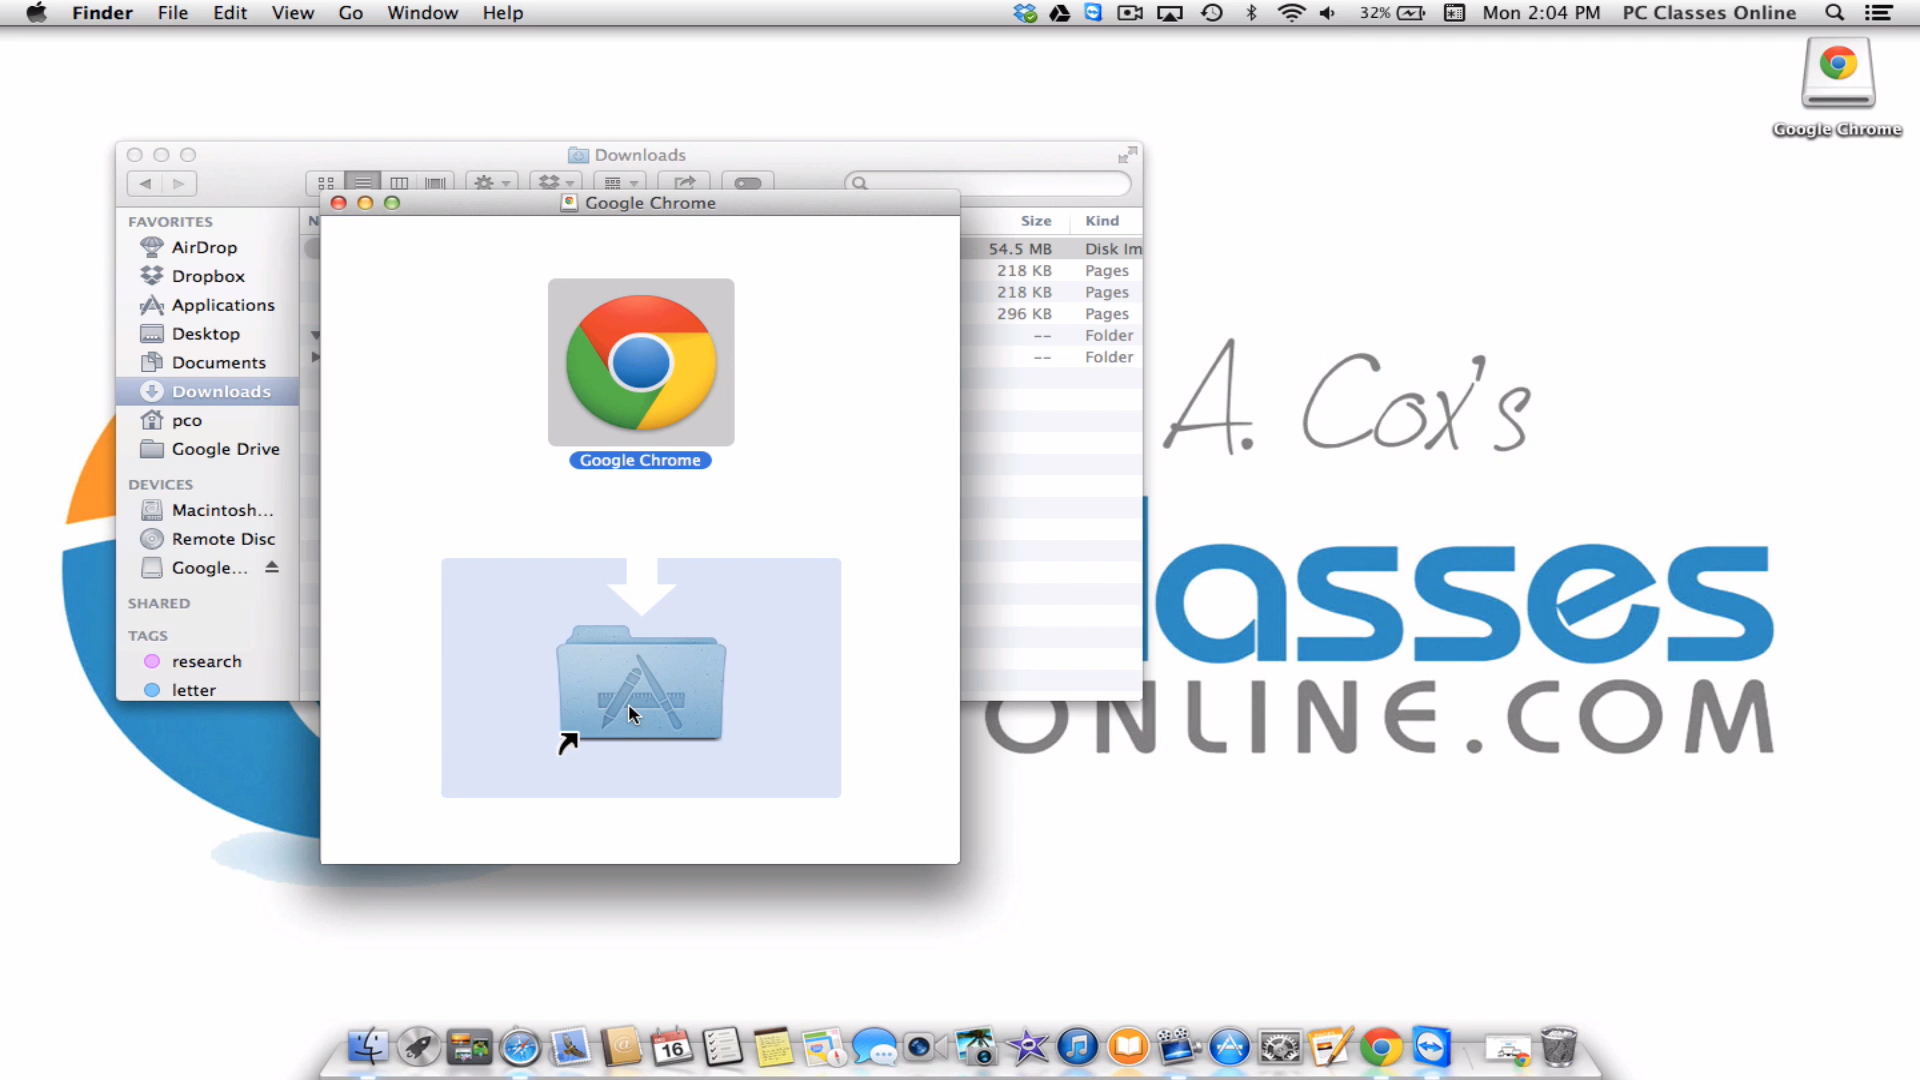 Finder File Edit View Go Window Help 32% Mon 2:04 PM PC Classes Online
Google Chrome
Downloads
Google Chrome
FAVORITES
AirDrop
Dropbox
Applications
Desktop
Documents
Downloads
pco
Google Drive
DEVICES
Macintosh...
Remote Disc
Google...
SHARED
TAGS
research
letter
N
Size Kind
54.5 MB Disk Im
218 KB Pages
218 KB Pages
296 KB Pages
-- Folder
-- Folder
Google Chrome
A. Cox's
lasses
ONLINE.COM
16